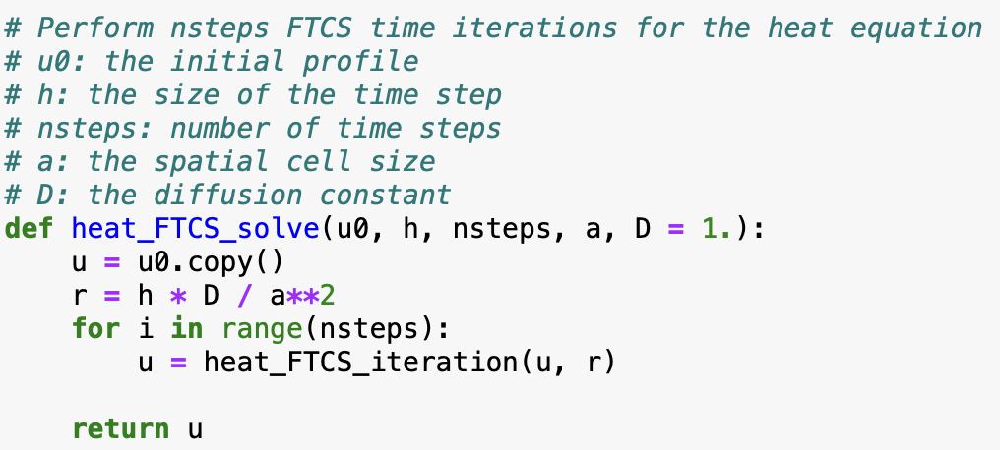 # Perform nsteps FTCS time iterations for the heat equation
# u0: the initial profile
# h: the size of the time step
# nsteps: number of time steps
# a: the spatial cell size
# D: the diffusion constant
def heat_FTCS_solve(u0, h, nsteps, a, D = 1.):
    u = u0.copy()
    r = h * D / a**2
    for i in range(nsteps):
        u = heat_FTCS_iteration(u, r)

    return u